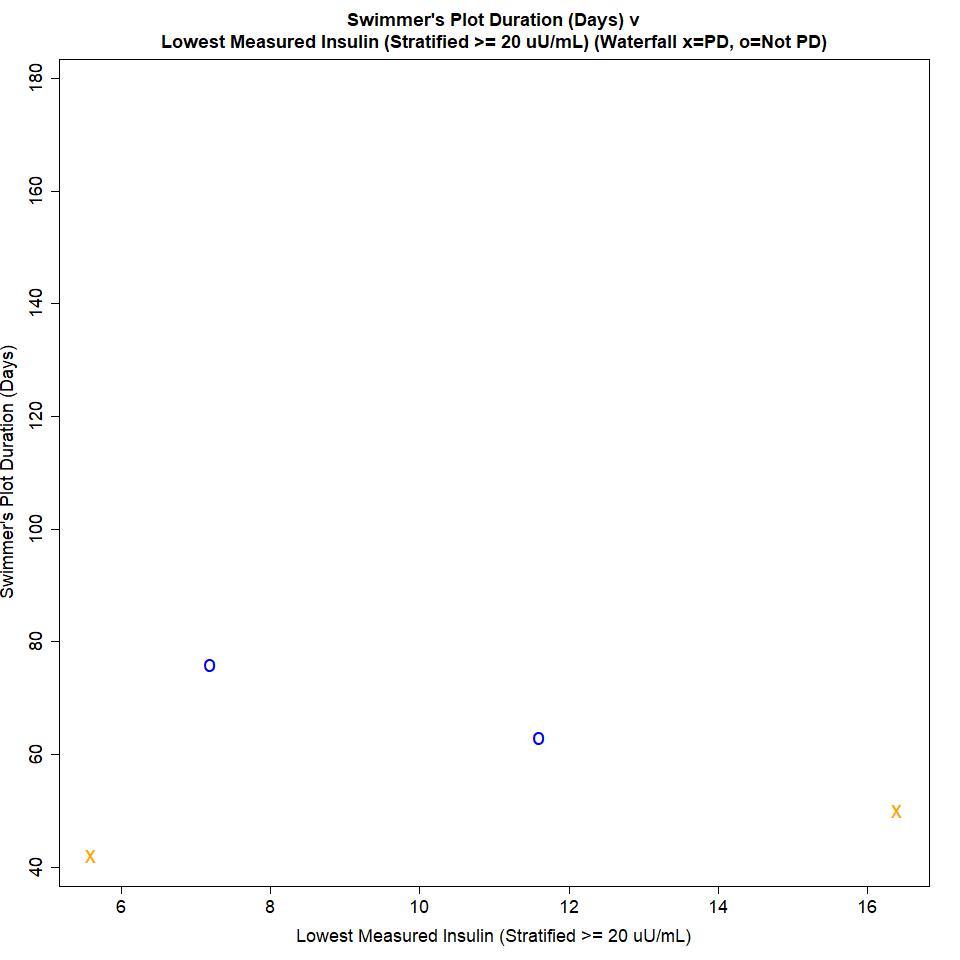 Swimmer's Plot Duration (Days) v
Lowest Measured Insulin (Stratified >= 20 uU/mL) (Waterfall x=PD, o=Not PD)
Swimmer's Plot Duration (Days)
180
160
140
120
100
80
60
40
o
o
x
x
6
8
10
12
14
16
Lowest Measured Insulin (Stratified >= 20 uU/mL)